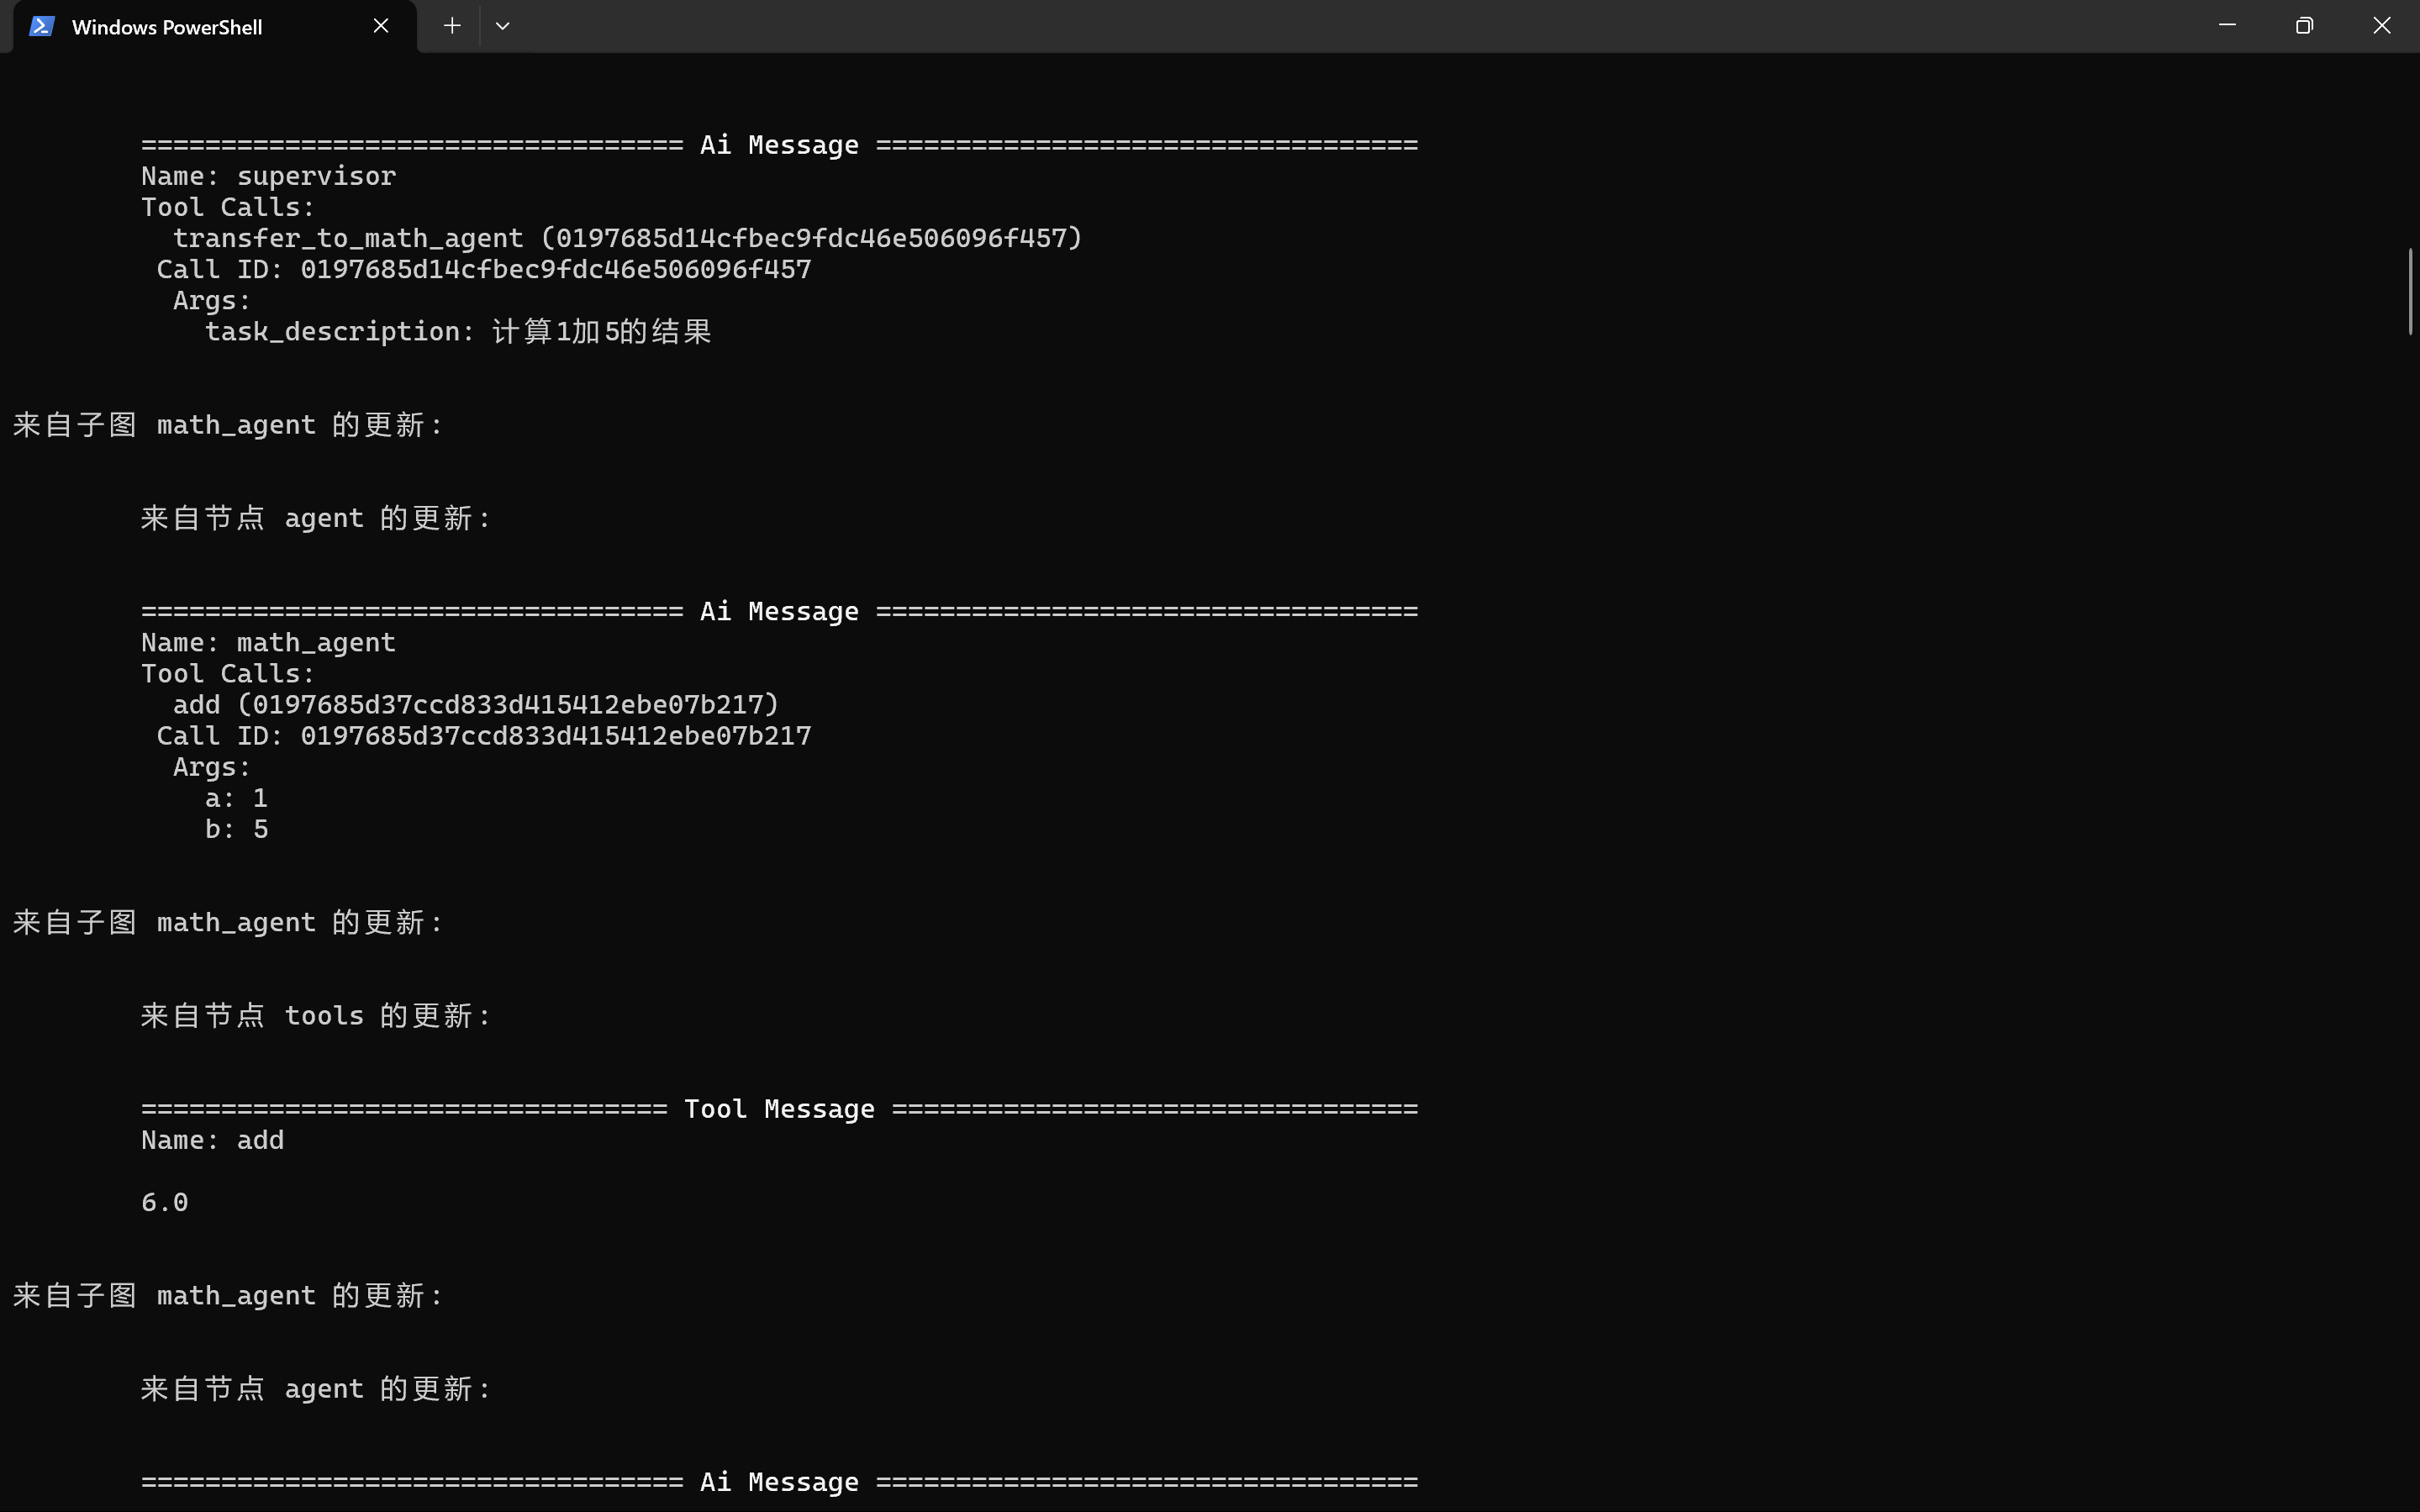 Windows PowerShell
================================== Ai Message ==================================
Name: supervisor
Tool Calls:
transfer_to_math_agent (0197685d14cfbec9fdc46e506096f457)
Call ID: 0197685d14cfbec9fdc46e506096f457
Args:
task_description: 计算1加5的结果
来自子图 math_agent 的更新:
来自节点 agent 的更新:
================================== Ai Message ==================================
Name: math_agent
Tool Calls:
add (0197685d37ccd833d415412ebe07b217)
Call ID: 0197685d37ccd833d415412ebe07b217
Args:
a: 1
b: 5
来自子图 math_agent 的更新:
来自节点 tools 的更新:
================================= Tool Message =================================
Name: add
6.0
来自子图 math_agent 的更新:
来自节点 agent 的更新:
================================== Ai Message ==================================